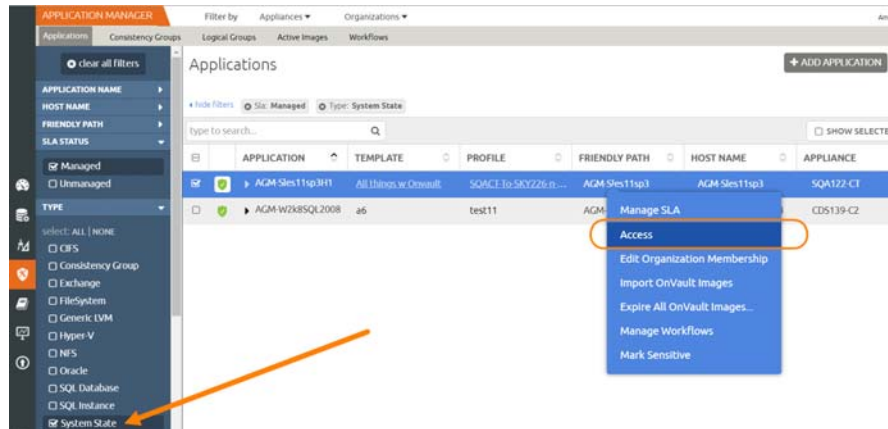 APPLICATION MANAGER Filter by Appliances Organizations
Applications Consistency Groups Logical Groups Active Images Workflows
clear all filters
Applications
+ ADD APPLICATION
APPLICATION NAME
HOST NAME
FRIENDLY PATH
SLA STATUS
hide filters Sla: Managed Type: System State
type to search...
SHOW SELECTE
Managed
Unmanaged
APPLICATION TEMPLATE PROFILE FRIENDLY PATH HOST NAME APPLIANCE
AGM-Sles11sp3H1 All things w Onvault SQACT-To-SKY226 n ... AGM-Sles11sp3 AGM-Sles11sp3 SQA122-CT
AGM-W2k8SQL2008 a6 test11 AGM- CDS139-C2
Manage SLA
Access
Edit Organization Membership
Import OnVault Images
Expire All OnVault Images...
Manage Workflows
Mark Sensitive
TYPE
select: ALL | NONE
CIFS
Consistency Group
Exchange
FileSystem
Generic LVM
Hyper-V
NFS
Oracle
SQL Database
SQL Instance
System State